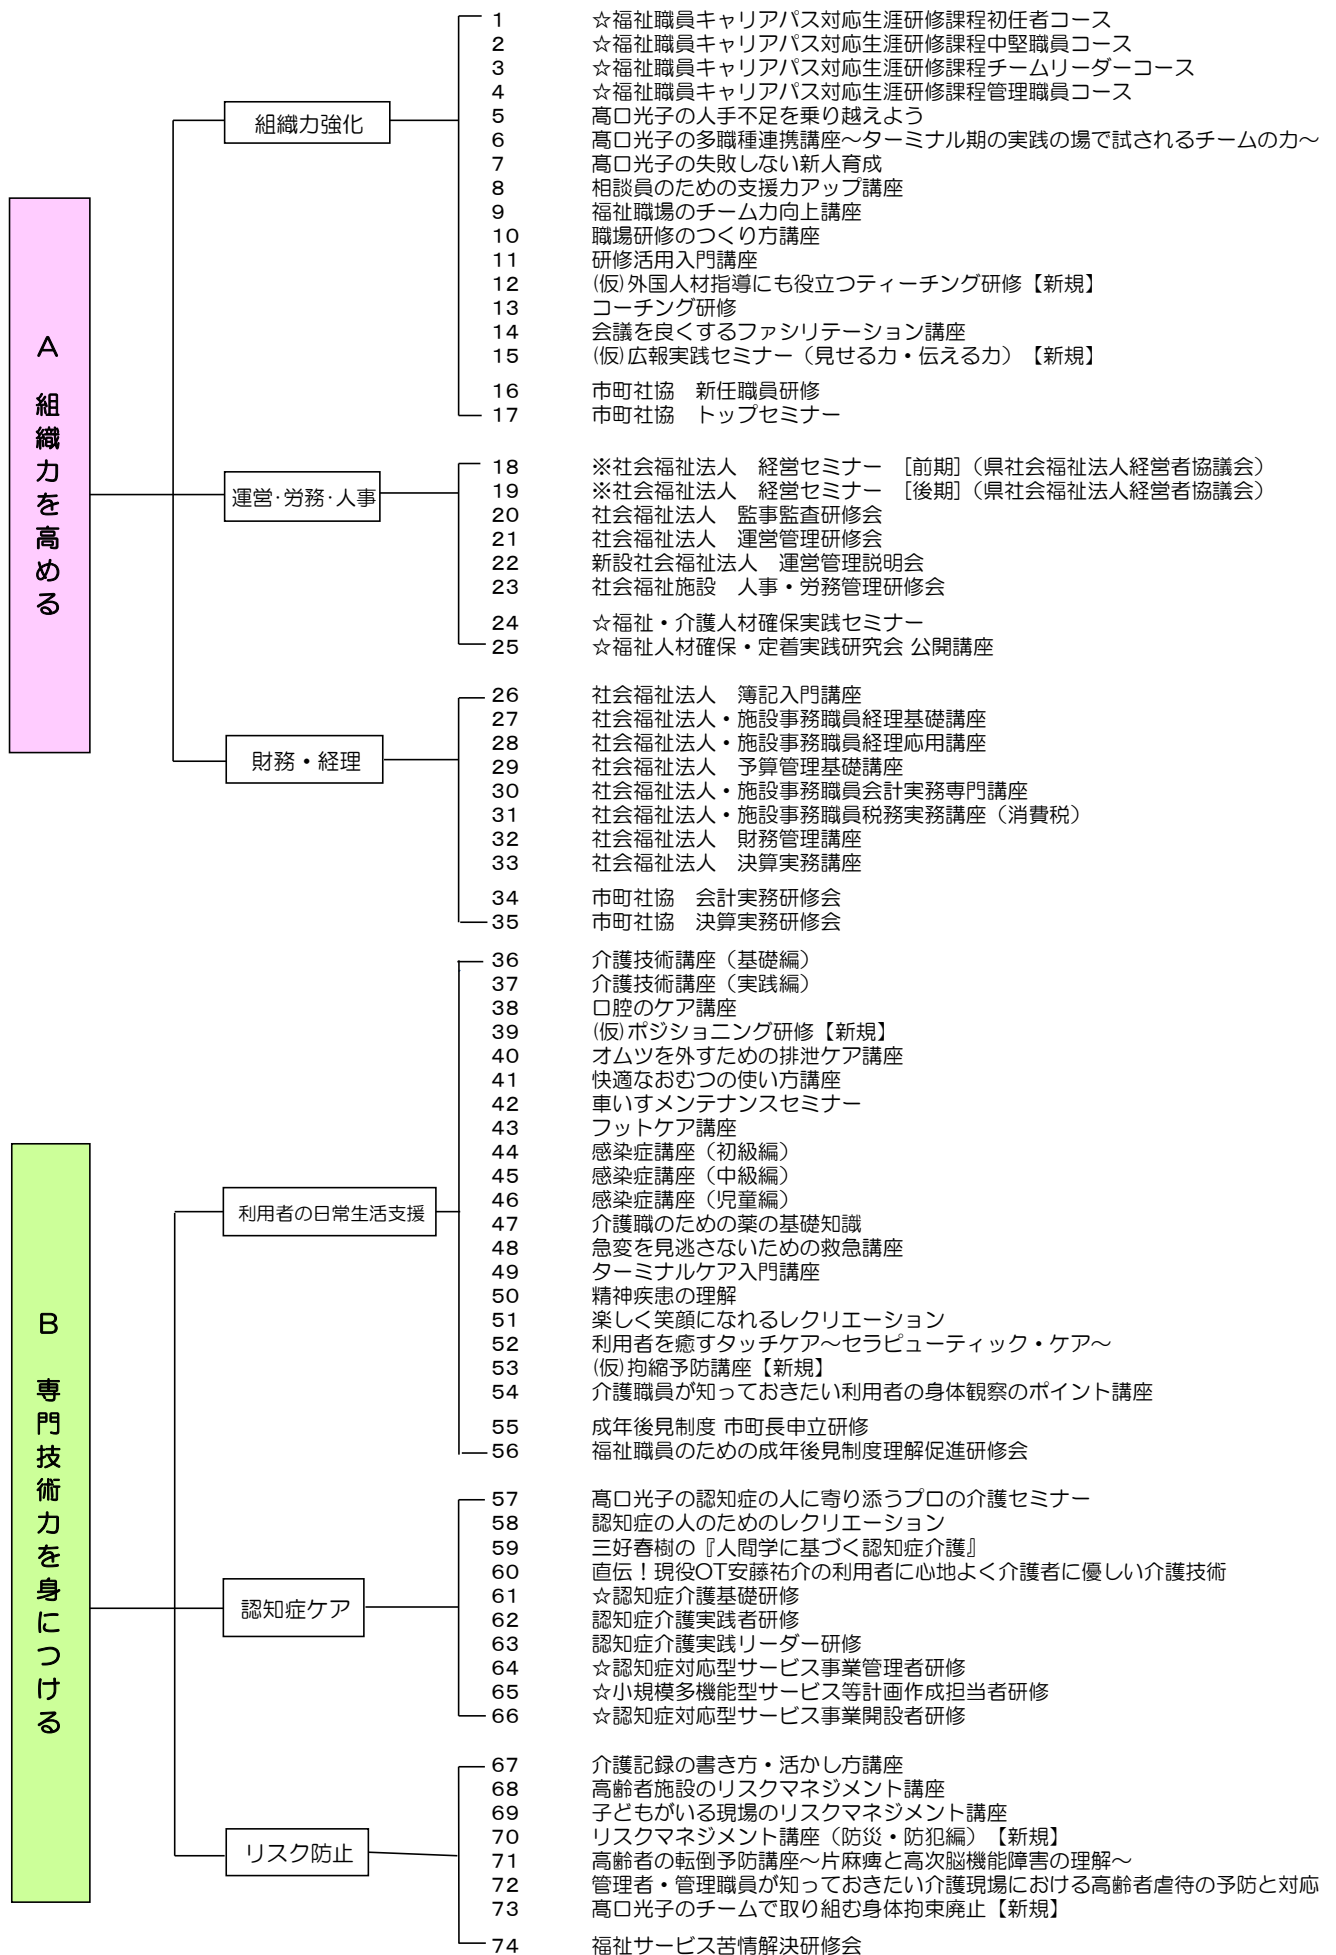 A 組織力を高める
組織力強化
1 ☆福祉職員キャリアパス対応生涯研修課程初任者コース
2 ☆福祉職員キャリアパス対応生涯研修課程中堅職員コース
3 ☆福祉職員キャリアパス対応生涯研修課程チームリーダーコース
4 ☆福祉職員キャリアパス対応生涯研修課程管理職員コース
5 髙口光子の人手不足を乗り越えよう
6 髙口光子の多職種連携講座～ターミナル期の実践の場で試されるチームの力～
7 髙口光子の失敗しない新人育成
8 相談員のための支援力アップ講座
9 福祉職場のチーム力向上講座
10 職場研修のつくり方講座
11 研修活用入門講座
12 (仮)外国人材指導にも役立つティーチング研修【新規】
13 コーチング研修
14 会議を良くするファシリテーション講座
15 (仮)広報実践セミナー（見せる力・伝える力）【新規】
16 市町社協　新任職員研修
17 市町社協　トップセミナー
運営・労務・人事
18 ※社会福祉法人　経営セミナー　[前期]（県社会福祉法人経営者協議会）
19 ※社会福祉法人　経営セミナー　[後期]（県社会福祉法人経営者協議会）
20 社会福祉法人　監事監査研修会
21 社会福祉法人　運営管理研修会
22 新設社会福祉法人　運営管理説明会
23 社会福祉施設　人事・労務管理研修会
24 ☆福祉・介護人材確保実践セミナー
25 ☆福祉人材確保・定着実践研究会 公開講座
財務・経理
26 社会福祉法人　簿記入門講座
27 社会福祉法人・施設事務職員経理基礎講座
28 社会福祉法人・施設事務職員経理応用講座
29 社会福祉法人　予算管理基礎講座
30 社会福祉法人・施設事務職員会計実務専門講座
31 社会福祉法人・施設事務職員税務実務講座（消費税）
32 社会福祉法人　財務管理講座
33 社会福祉法人　決算実務講座
34 市町社協　会計実務研修会
35 市町社協　決算実務研修会
B 専門技術力を身につける
利用者の日常生活支援
36 介護技術講座（基礎編）
37 介護技術講座（実践編）
38 口腔のケア講座
39 (仮)ポジショニング研修【新規】
40 オムツを外すための排泄ケア講座
41 快適なおむつの使い方講座
42 車いすメンテナンスセミナー
43 フットケア講座
44 感染症講座（初級編）
45 感染症講座（中級編）
46 感染症講座（児童編）
47 介護職のための薬の基礎知識
48 急変を見逃さないための救急講座
49 ターミナルケア入門講座
50 精神疾患の理解
51 楽しく笑顔になれるレクリエーション
52 利用者を癒すタッチケア～セラピューティック・ケア～
53 (仮)拘縮予防講座【新規】
54 介護職員が知っておきたい利用者の身体観察のポイント講座
55 成年後見制度 市町長申立研修
56 福祉職員のための成年後見制度理解促進研修会
認知症ケア
57 髙口光子の認知症の人に寄り添うプロの介護セミナー
58 認知症の人のためのレクリエーション
59 三好春樹の『人間学に基づく認知症介護』
60 直伝！現役OT安藤祐介の利用者に心地よく介護者に優しい介護技術
61 ☆認知症介護基礎研修
62 認知症介護実践者研修
63 認知症介護実践リーダー研修
64 ☆認知症対応型サービス事業管理者研修
65 ☆小規模多機能型サービス等計画作成担当者研修
66 ☆認知症対応型サービス事業開設者研修
リスク防止
67 介護記録の書き方・活かし方講座
68 高齢者施設のリスクマネジメント講座
69 子どもがいる現場のリスクマネジメント講座
70 リスクマネジメント講座（防災・防犯編）【新規】
71 高齢者の転倒予防講座～片麻痺と高次脳機能障害の理解～
72 管理者・管理職員が知っておきたい介護現場における高齢者虐待の予防と対応
73 髙口光子のチームで取り組む身体拘束廃止【新規】
74 福祉サービス苦情解決研修会